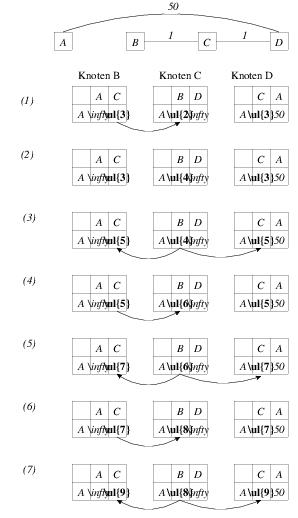 50
A B 1 C 1 D
Knoten B Knoten C Knoten D
(1) A C B D A C
A \infty \ul{3} A \ul{2} \infty A \ul{3} 50
(2) A C B D A C
A \infty \ul{3} A \ul{4} \infty A \ul{3} 50
(3) A C B D A C
A \infty \ul{5} A \ul{4} \infty A \ul{5} 50
(4) A C B D A C
A \infty \ul{5} A \ul{6} \infty A \ul{5} 50
(5) A C B D A C
A \infty \ul{7} A \ul{6} \infty A \ul{7} 50
(6) A C B D A C
A \infty \ul{7} A \ul{8} \infty A \ul{7} 50
(7) A C B D A C
A \infty \ul{9} A \ul{8} \infty A \ul{9} 50